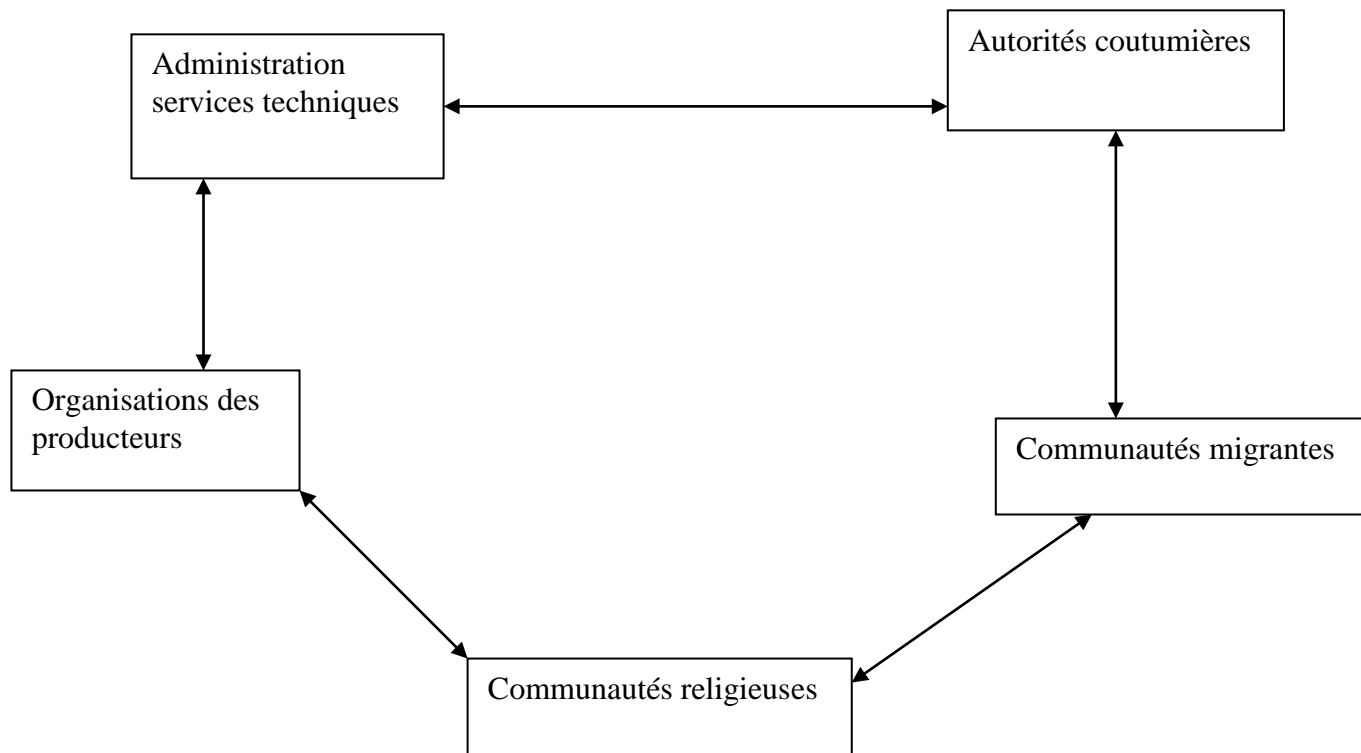 Administration
services techniques
Autorités coutumières
Organisations des
producteurs
Communautés migrantes
Communautés religieuses